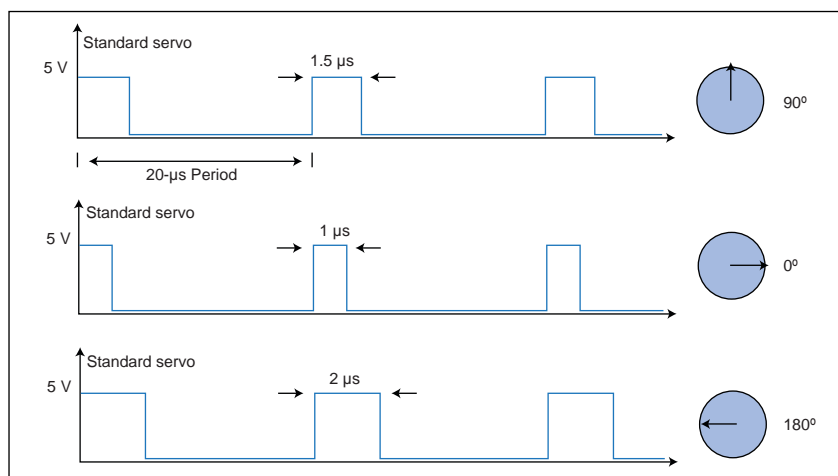 Standard servo
5 V
1.5 μs
90º
20-μs Period
Standard servo
5 V
1 μs
0º
Standard servo
5 V
2 μs
180º